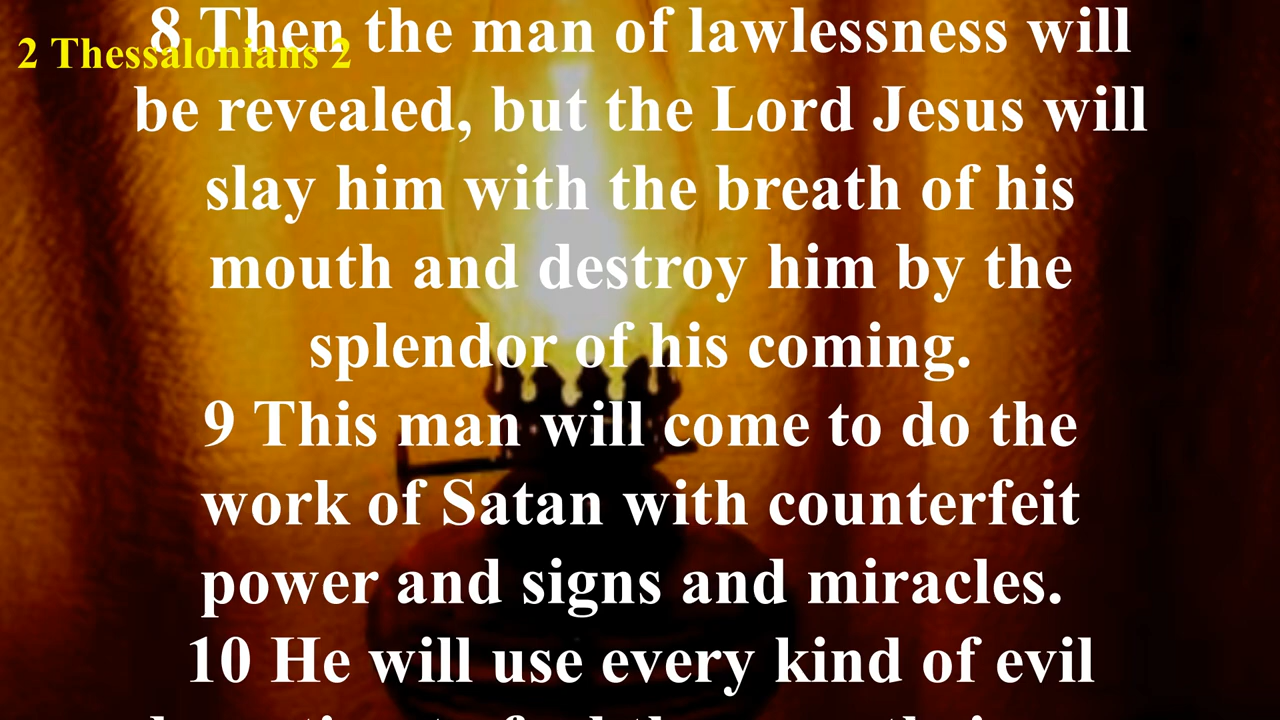 2 Thessalonians 2
8 Then the man of lawlessness will
be revealed, but the Lord Jesus will
slay him with the breath of his
mouth and destroy him by the
splendor of his coming.
9 This man will come to do the
work of Satan with counterfeit
power and signs and miracles.
10 He will use every kind of evil